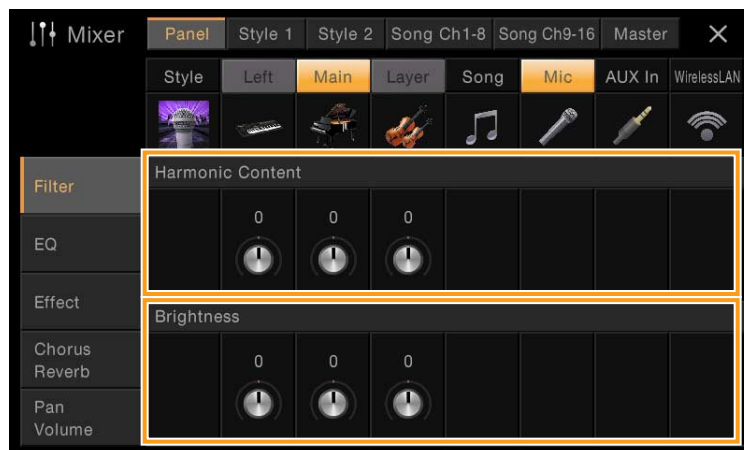 Mixer
Panel Style 1 Style 2 Song Ch1-8 Song Ch9-16 Master
Style Left Main Layer Song Mic AUX In WirelessLAN
Filter
Harmonic Content
0 0 0
EQ
Effect
Brightness
Chorus
Reverb
0 0 0
Pan
Volume